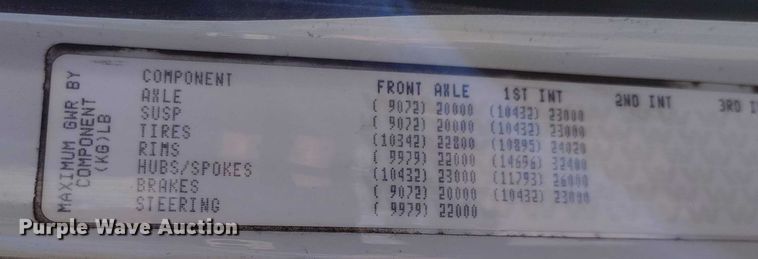 MAXIMUM GWR BY
COMPONENT
(KG)LB
COMPONENT FRONT AXLE 1ST INT 2ND INT 3RD I
AXLE ( 9072) 20000 (10432) 23000
SUSP ( 9072) 20000 (10432) 23000
TIRES (10342) 22800 (10895) 24020
RIMS ( 9979) 22000 (14696) 32400
HUBS/SPOKES (10432) 23000 (11793) 26000
BRAKES ( 9072) 20000 (10432) 23000
STEERING ( 9979) 22000
Purple Wave Auction